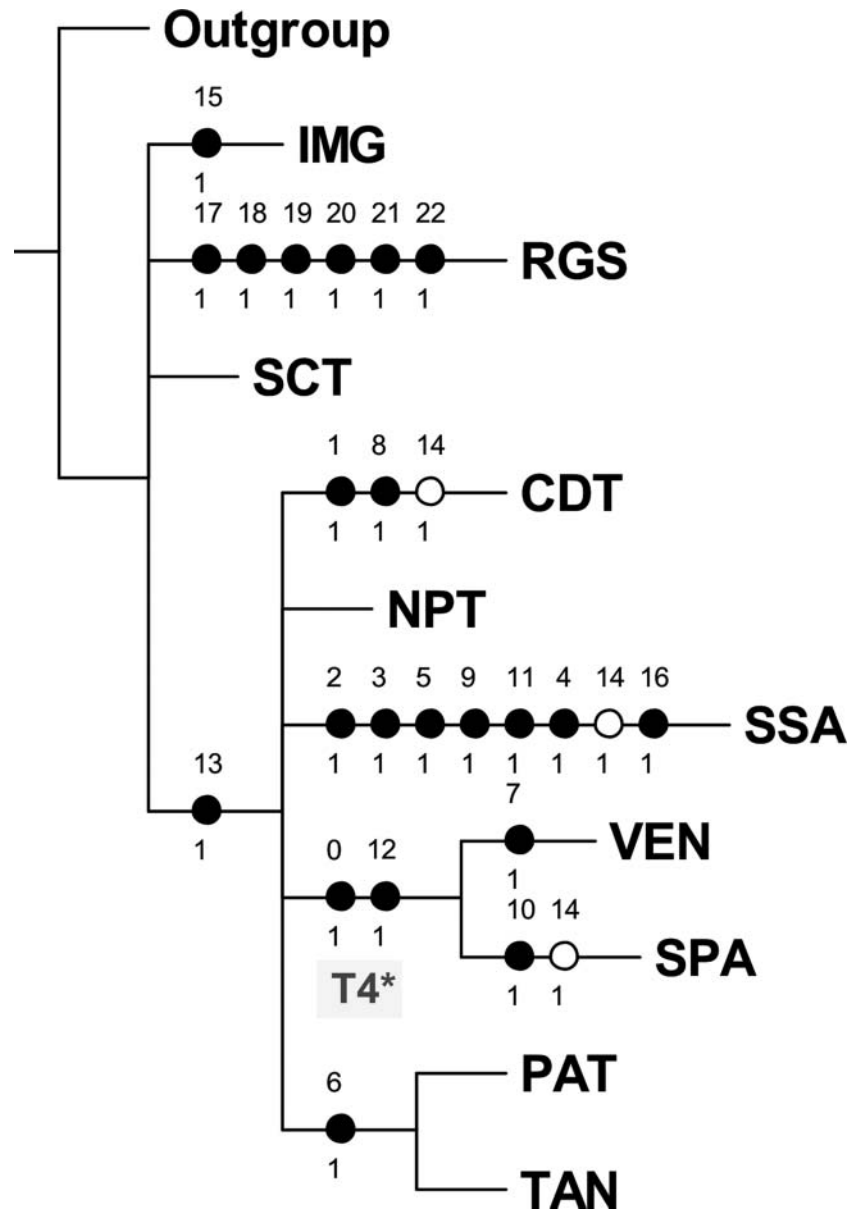 Outgroup
15
IMG
1
17 18 19 20 21 22
RGS
1 1 1 1 1 1
SCT
1 8 14
CDT
1 1 1
NPT
2 3 5 9 11 4 14 16
SSA
1 1 1 1 1 1 1 1
13
1
7
VEN
1
0 12
1 1
T4*
10 14
SPA
1 1
PAT
6
1
TAN